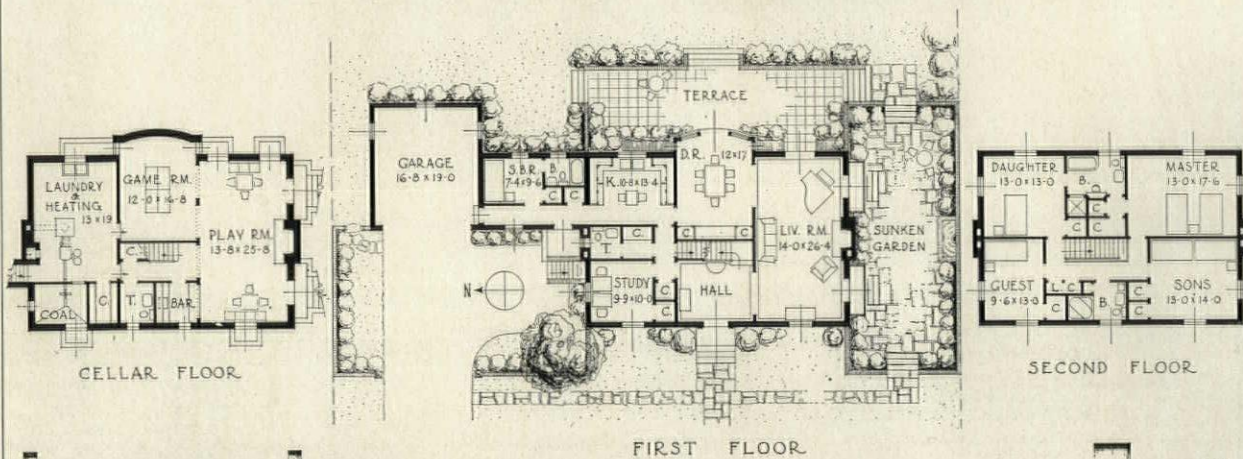 LAUNDRY
&
HEATING
13 x 19
GAME RM.
12-0 x 16-8
PLAY RM.
13-8 x 25-8
C.
C.
T.
BAR
COAL
CELLAR FLOOR
GARAGE
16-8 x 19-0
TERRACE
S.B.R.
7-4 x 9-6
B.
C
C
K. 10-8 x 13-4
D.R. 12 x 17
LIV. RM.
14-0 x 26-4
SUNKEN
GARDEN
T.
C.
C
C
STUDY
9-9 x 10-0
C
C
HALL
N
FIRST FLOOR
DAUGHTER
13-0 x 13-0
B.
C
C
C
MASTER
13-0 x 17-6
GUEST
9-6 x 13-0
L.
C
C
B.
C
C
SONS
13-0 x 14-0
SECOND FLOOR